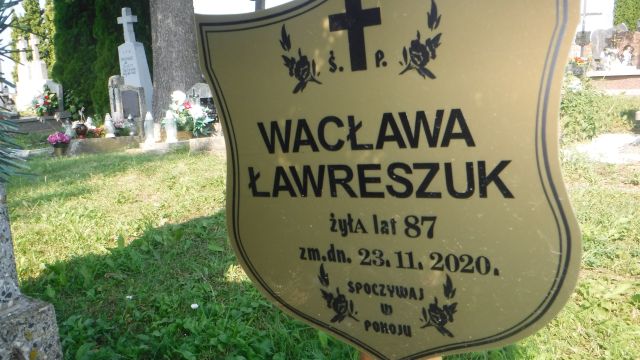 Ś. P.
WACŁAWA
ŁAWRESZUK
żyłA lat 87
zm.dn. 23.11.2020.
SPOCZYWAJ
W
POKOJU